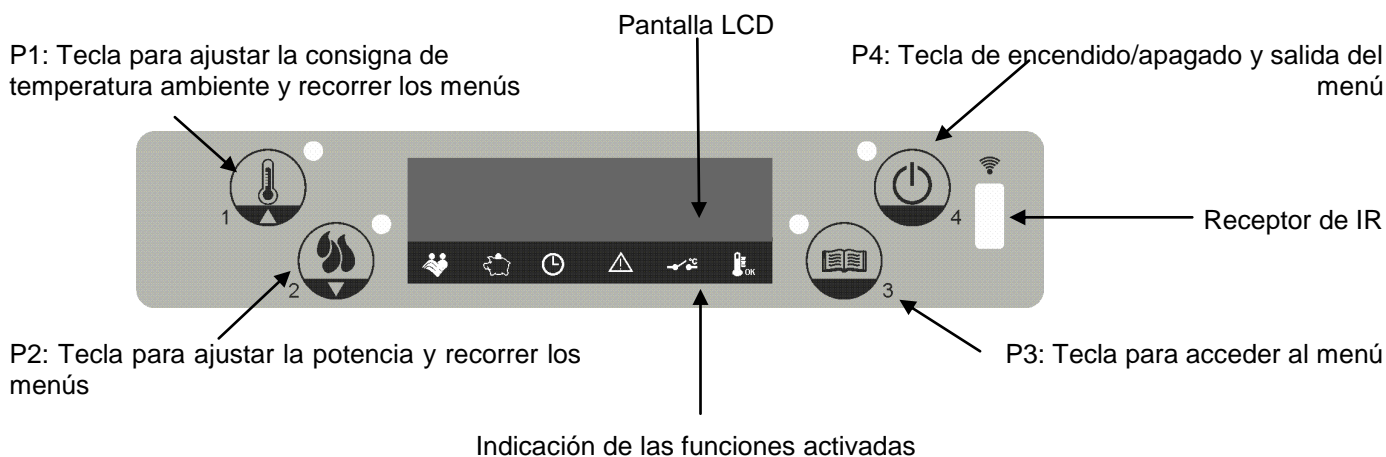 Pantalla LCD
P1: Tecla para ajustar la consigna de
temperatura ambiente y recorrer los menús
P4: Tecla de encendido/apagado y salida del
menú
1
4
°C
OK
2
3
Receptor de IR
P2: Tecla para ajustar la potencia y recorrer los
menús
P3: Tecla para acceder al menú
Indicación de las funciones activadas